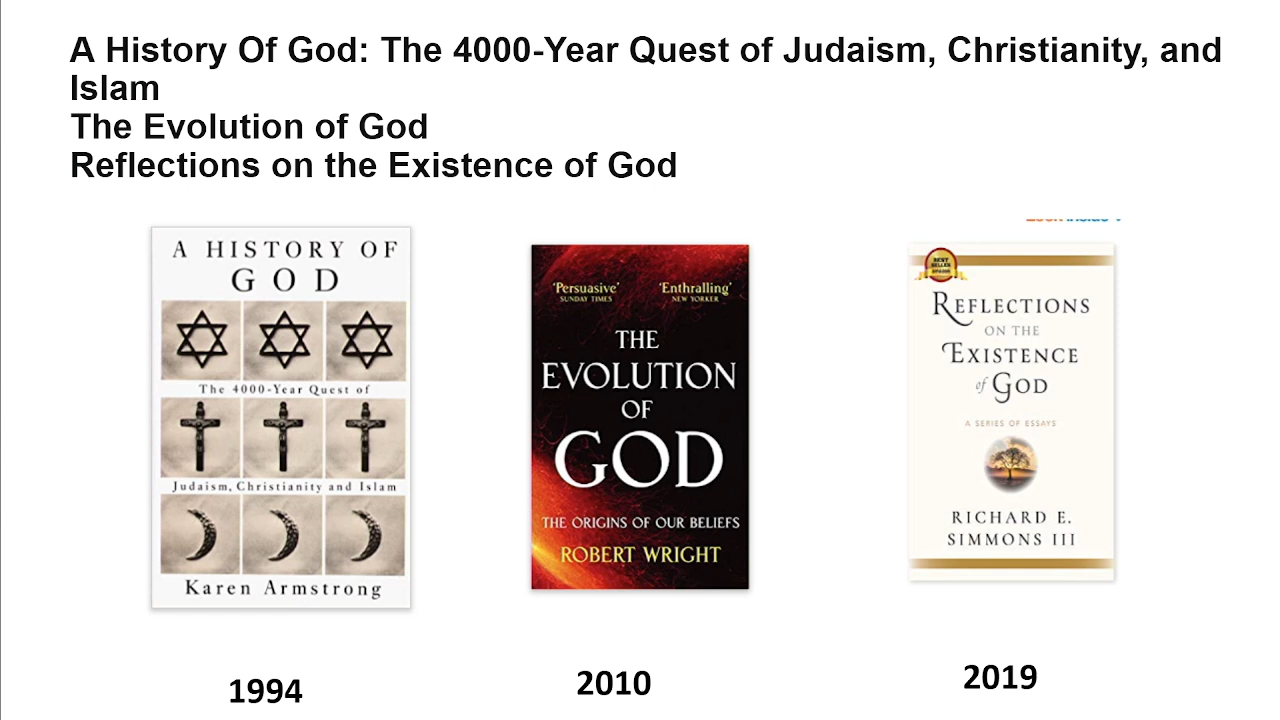 A History Of God: The 4000-Year Quest of Judaism, Christianity, and
Islam
The Evolution of God
Reflections on the Existence of God
A HISTORY OF
GOD
The 4000-Year Quest of
Judaism, Christianity and Islam
Karen Armstrong
1994
'Persuasive'
SUNDAY TIMES
'Enthralling'
NEW YORKER
THE
EVOLUTION
OF
GOD
THE ORIGINS OF OUR BELIEFS
ROBERT WRIGHT
2010
BEST
SELLER
REFLECTIONS
ON THE
EXISTENCE
of GOD
A SERIES OF ESSAYS
RICHARD E.
SIMMONS III
2019